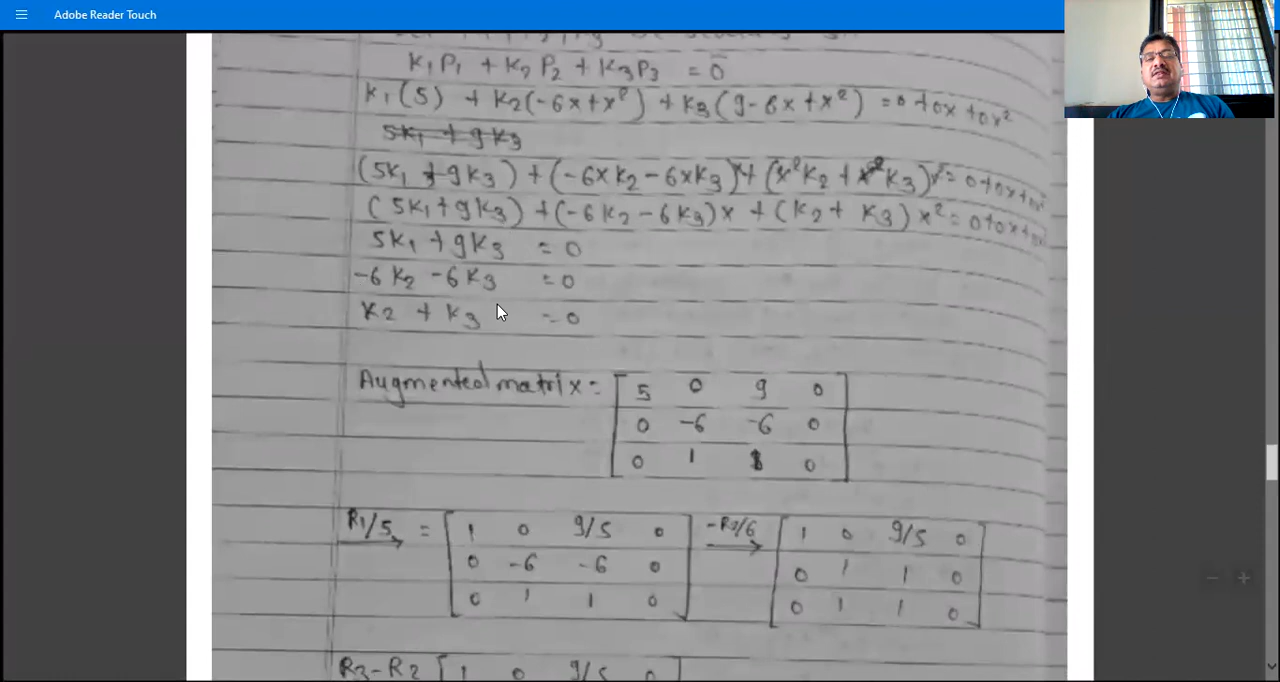 Adobe Reader Touch
K1P1 + K2P2 + K3P3 = 0̄
K1(5) + K2(-6x+x²) + K3(9-6x+x²) = 0+0x+0x²
5K1 + 9K3
(5K1 + 9K3) + (-6xK2 - 6xK3) + (x²K2 + x²K3) = 0+0x+0x²
(5K1+9K3) + (-6K2-6K3)x + (K2+K3)x² = 0+0x+0x²
5K1 + 9K3 = 0
-6K2 -6K3 = 0
K2 + K3 = 0
Augmented matrix = [5 0 9 0
0 -6 -6 0
0 1 1 0]
R1/5 = [1 0 9/5 0
0 -6 -6 0
0 1 1 0]
-R2/6 [1 0 9/5 0
0 1 1 0
0 1 1 0]
R3-R2 [1 0 9/5 0